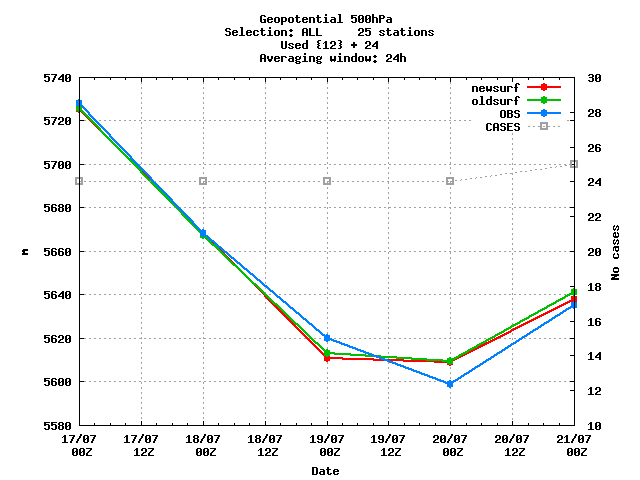 Geopotential 500hPa
Selection: ALL 25 stations
Used {12} + 24
Averaging window: 24h
newsurf
oldsurf
OBS
CASES
5740
5720
5700
5680
5660
5640
5620
5600
5580
m
30
28
26
24
22
20
18
16
14
12
10
No cases
17/07 17/07 18/07 18/07 19/07 19/07 20/07 20/07 21/07
00Z 12Z 00Z 12Z 00Z 12Z 00Z 12Z 00Z
Date